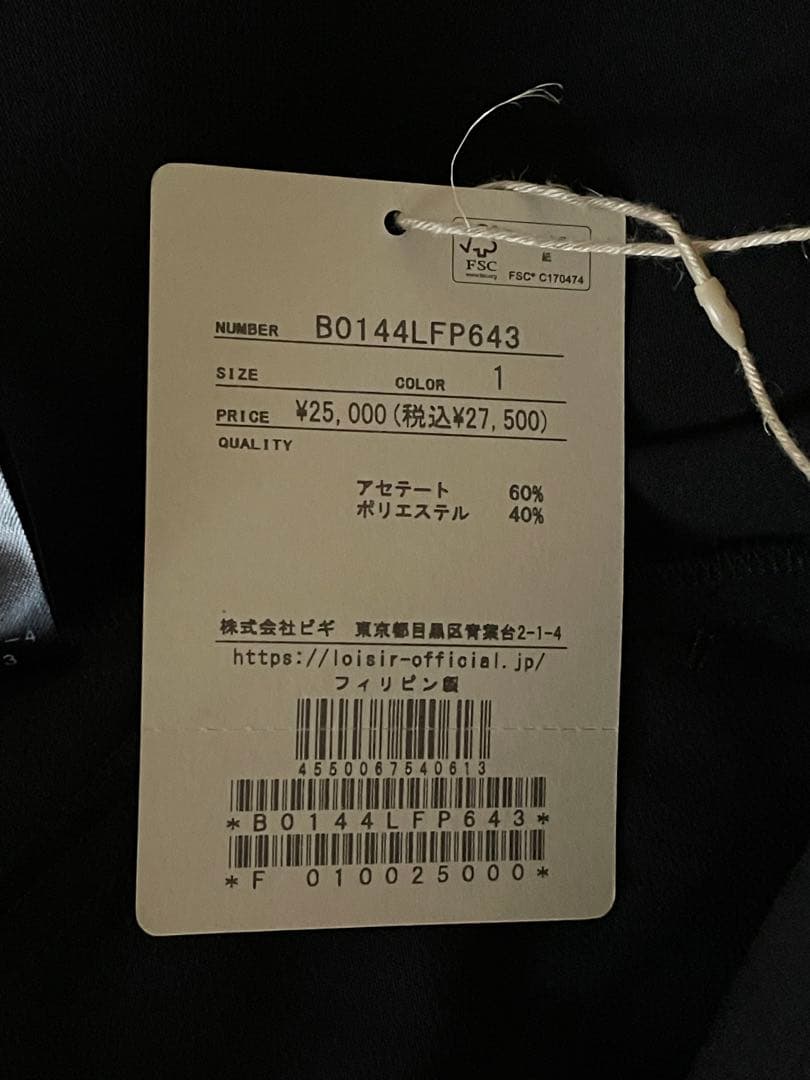 紙
FSC
www.fsc.org
FSC® C170474
NUMBER B0144LFP643
SIZE COLOR 1
PRICE ¥25,000(税込¥27,500)
QUALITY
アセテート 60%
ポリエステル 40%
株式会社ビギ 東京都目黒区青葉台2-1-4
https://loisir-official.jp/
フィリピン製
4550067540613
*B0144LFP643*
*F 010025000*